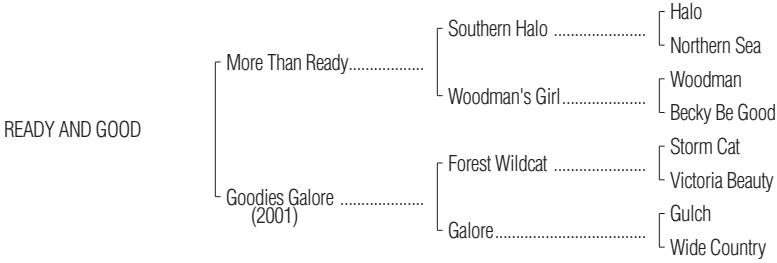 Halo
Southern Halo ......................
Northern Sea
More Than Ready..................
Woodman
Woodman's Girl....................
Becky Be Good
READY AND GOOD
Storm Cat
Forest Wildcat ......................
Victoria Beauty
Goodies Galore ....................
(2001)
Gulch
Galore...................................
Wide Country